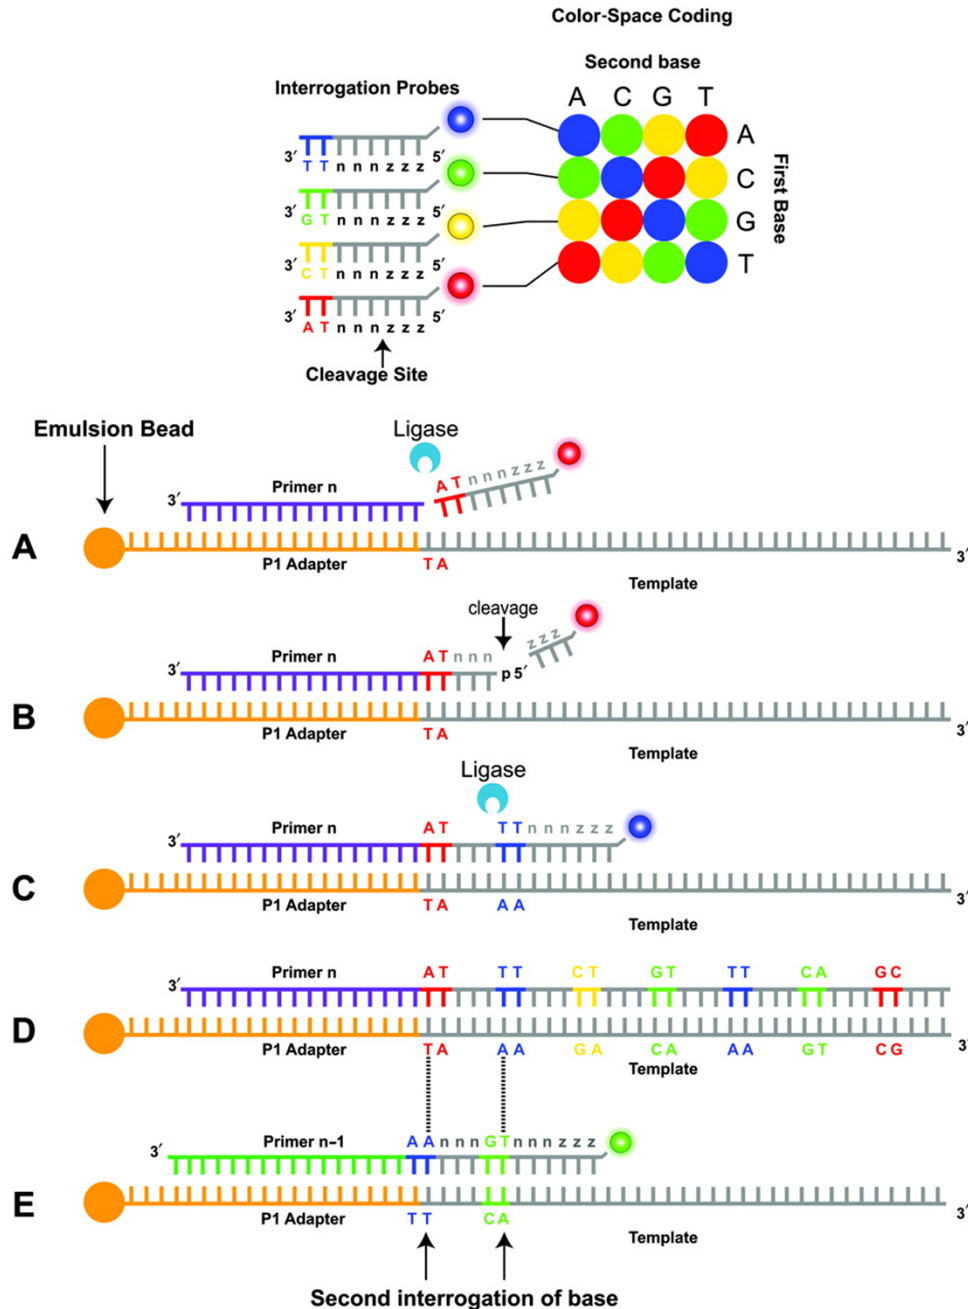 Color-Space Coding
Second base
Interrogation Probes
A C G T
A
C
G
T
First Base
3′ T T n n n z z z 5′
3′ G T n n n z z z 5′
3′ C T n n n z z z 5′
3′ A T n n n z z z 5′
Cleavage Site
Emulsion Bead
Ligase
3′ Primer n A T n n n z z z
A
P1 Adapter T A 3′
Template
cleavage
z z z
3′ Primer n A T n n n p 5′
B
P1 Adapter T A 3′
Template
Ligase
3′ Primer n A T T T n n n z z z
C
P1 Adapter T A A A 3′
Template
3′ Primer n A T T T C T G T T T C A G C
D
P1 Adapter T A A A G A C A A A G T C G 3′
Template
3′ Primer n–1 A A n n n G T n n n z z z
E
P1 Adapter T T C A 3′
Template
Second interrogation of base